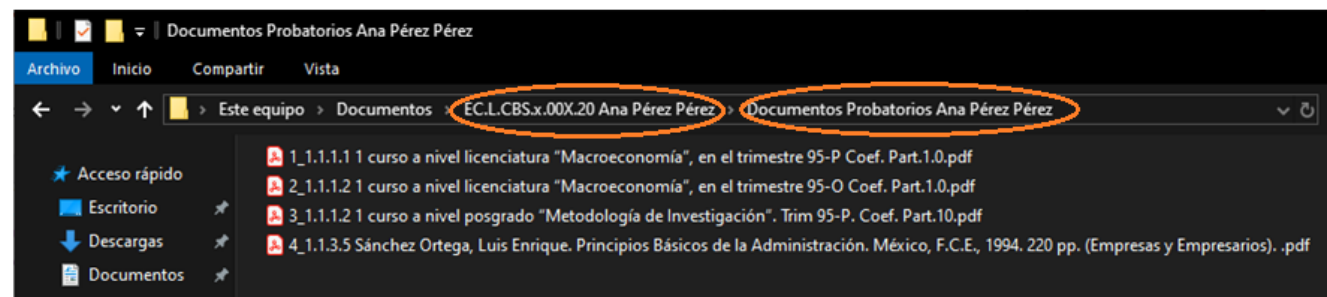 Documentos Probatorios Ana Pérez Pérez
Archivo Inicio Compartir Vista
Este equipo > Documentos > EC.L.CBS.x.00X.20 Ana Pérez Pérez > Documentos Probatorios Ana Pérez Pérez
Acceso rápido
Escritorio
Descargas
Documentos
1_1.1.1.1 1 curso a nivel licenciatura “Macroeconomía”, en el trimestre 95-P Coef. Part.1.0.pdf
2_1.1.1.2 1 curso a nivel licenciatura “Macroeconomía”, en el trimestre 95-O Coef. Part.1.0.pdf
3_1.1.1.2 1 curso a nivel posgrado “Metodología de Investigación”. Trim 95-P. Coef. Part.10.pdf
4_1.1.3.5 Sánchez Ortega, Luis Enrique. Principios Básicos de la Administración. México, F.C.E., 1994. 220 pp. (Empresas y Empresarios). .pdf